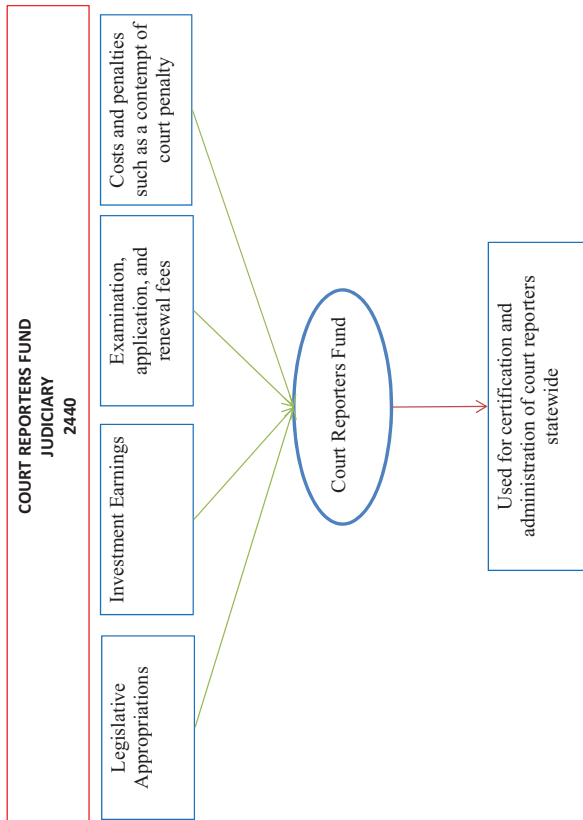 COURT REPORTERS FUND
JUDICIARY
2440
Legislative
Appropriations
Investment Earnings
Examination,
application, and
renewal fees
Costs and penalties
such as a contempt of
court penalty
Court Reporters Fund
Used for certification and
administration of court reporters
statewide